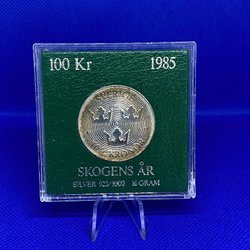 100 Kr 1985
SVERIGE
100 KRONOR
SKOGENS ÅR
SILVER 925/1000 16 GRAM